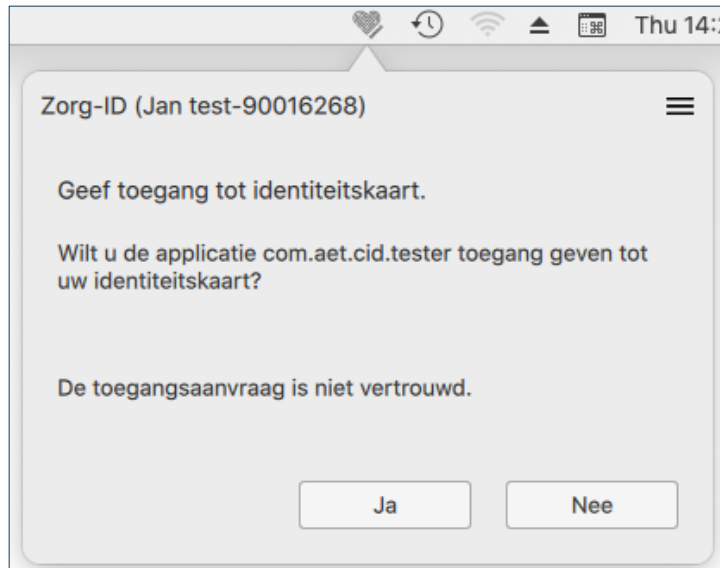 Thu 14:
Zorg-ID (Jan test-90016268)
Geef toegang tot identiteitskaart.
Wilt u de applicatie com.aet.cid.tester toegang geven tot
uw identiteitskaart?
De toegangsaanvraag is niet vertrouwd.
Ja
Nee